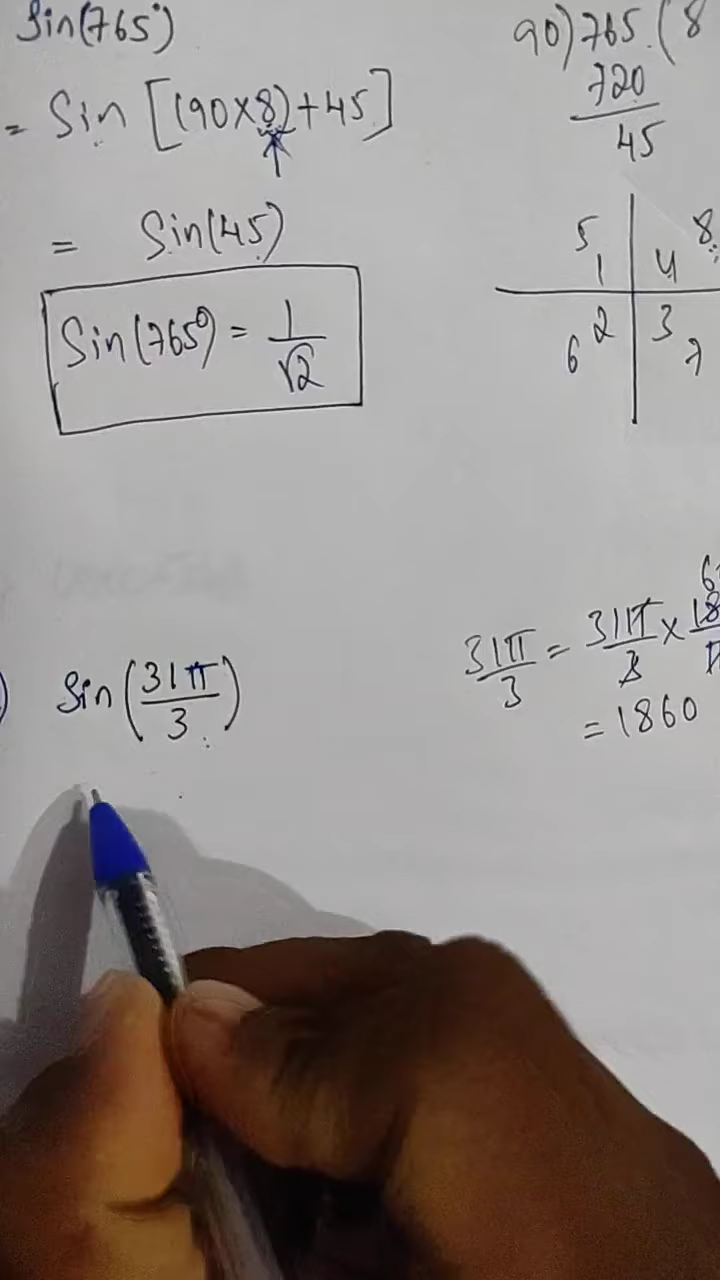 Sin(765°)
= Sin [(90×8)+45]
= Sin(45)
Sin(765°) = 1/√2
90)765(8
720
45
5 1 4 8
6 2 3 7
Sin(31π/3)
31π/3 = 31π/3 ×
= 1860